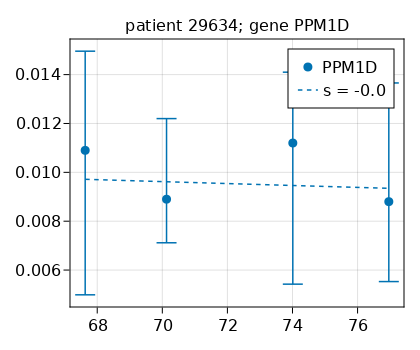 patient 29634; gene PPM1D
PPM1D
s = -0.0
0.014
0.012
0.010
0.008
0.006
68 70 72 74 76